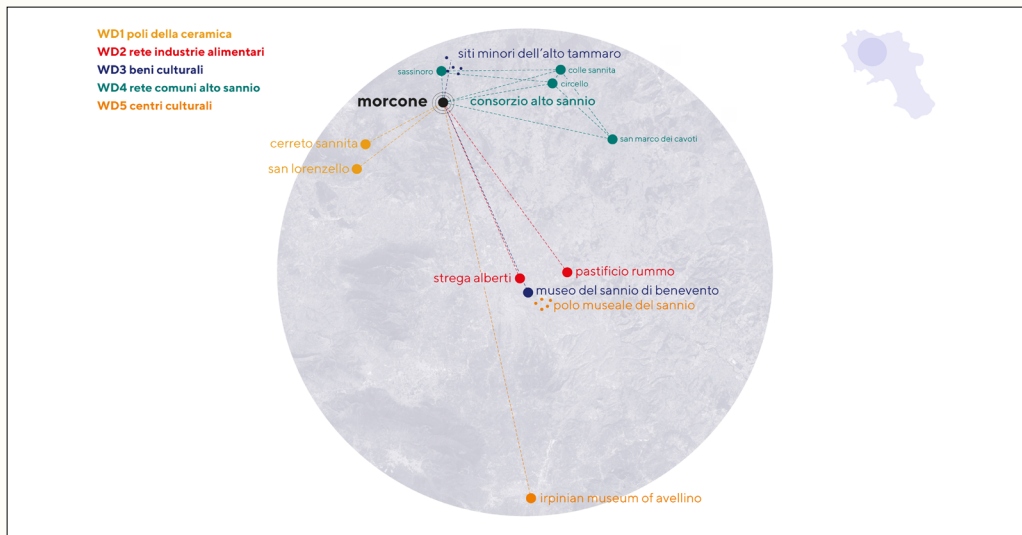 WD1 poli della ceramica
WD2 rete industrie alimentari
WD3 beni culturali
WD4 rete comuni alto sannio
WD5 centri culturali
siti minori dell'alto tammaro
sassinoro
colle sannita
circello
morcone
consorzio alto sannio
san marco dei cavoti
cerreto sannita
san lorenzello
pastificio rummo
strega alberti
museo del sannio di benevento
polo museale del sannio
irpinian museum of avellino